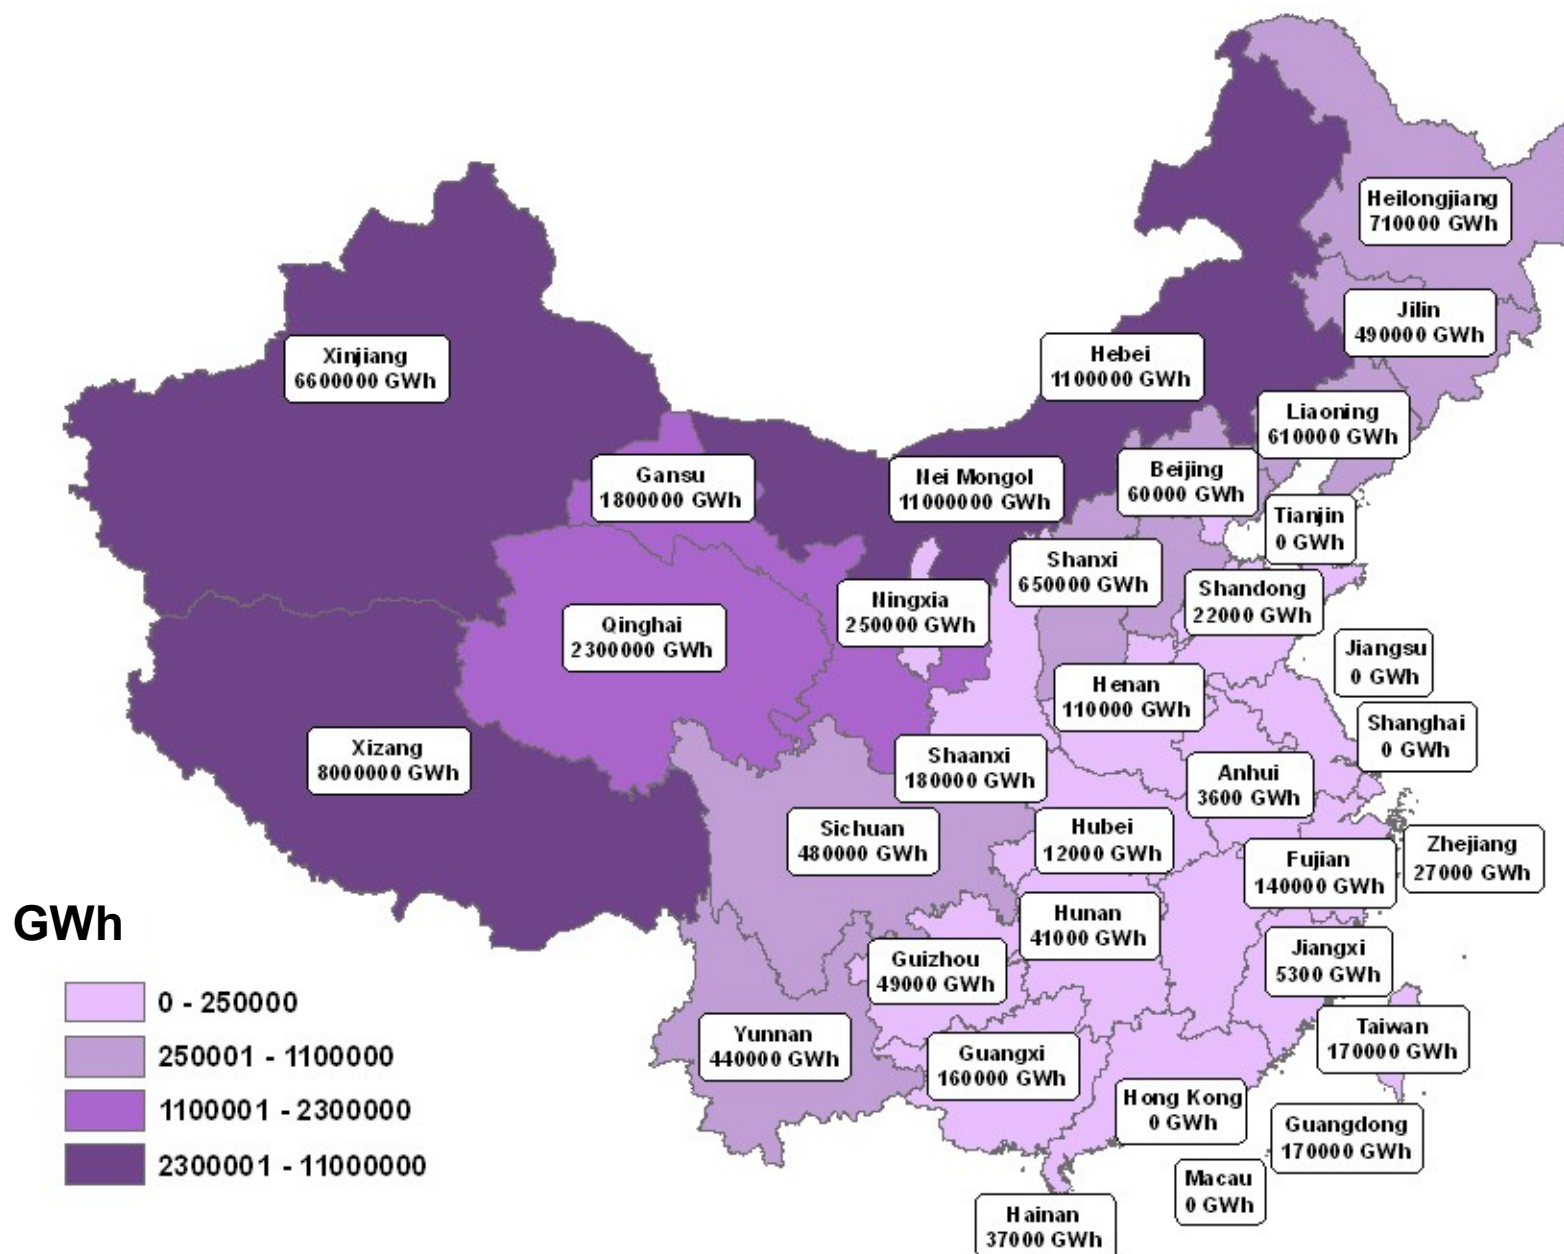 Heilongjiang
710000 GWh
Jilin
490000 GWh
Xinjiang
6600000 GWh
Hebei
1100000 GWh
Liaoning
610000 GWh
Gansu
1800000 GWh
Nei Mongol
11000000 GWh
Beijing
60000 GWh
Tianjin
0 GWh
Shanxi
650000 GWh
Shandong
22000 GWh
Ningxia
250000 GWh
Qinghai
2300000 GWh
Jiangsu
0 GWh
Henan
110000 GWh
Shanghai
0 GWh
Xizang
8000000 GWh
Shaanxi
180000 GWh
Anhui
3600 GWh
Sichuan
480000 GWh
Hubei
12000 GWh
Zhejiang
27000 GWh
Fujian
140000 GWh
Hunan
41000 GWh
Jiangxi
5300 GWh
Guizhou
49000 GWh
Yunnan
440000 GWh
Guangxi
160000 GWh
Taiwan
170000 GWh
Hong Kong
0 GWh
Guangdong
170000 GWh
Macau
0 GWh
Hainan
37000 GWh
GWh
0 - 250000
250001 - 1100000
1100001 - 2300000
2300001 - 11000000